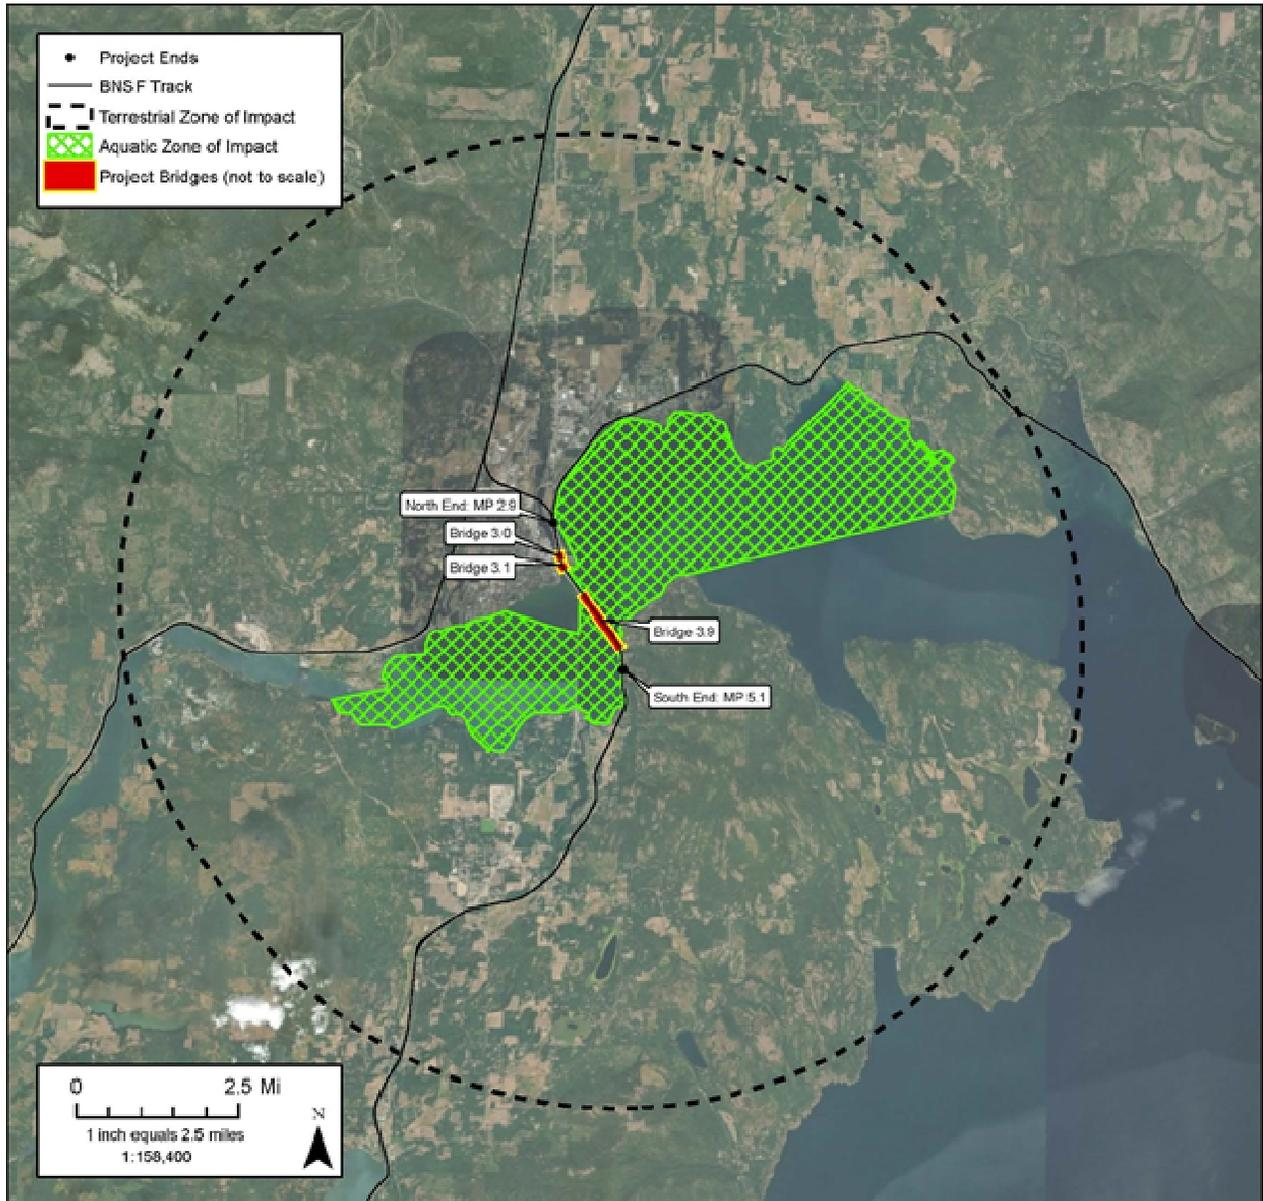 Project Ends
BNSF Track
Terrestrial Zone of Impact
Aquatic Zone of Impact
Project Bridges (not to scale)
North End: MP 2.9
Bridge 3.0
Bridge 3.1
Bridge 3.9
South End: MP 5.1
0 2.5 Mi
1 inch equals 2.5 miles
1:158,400
N